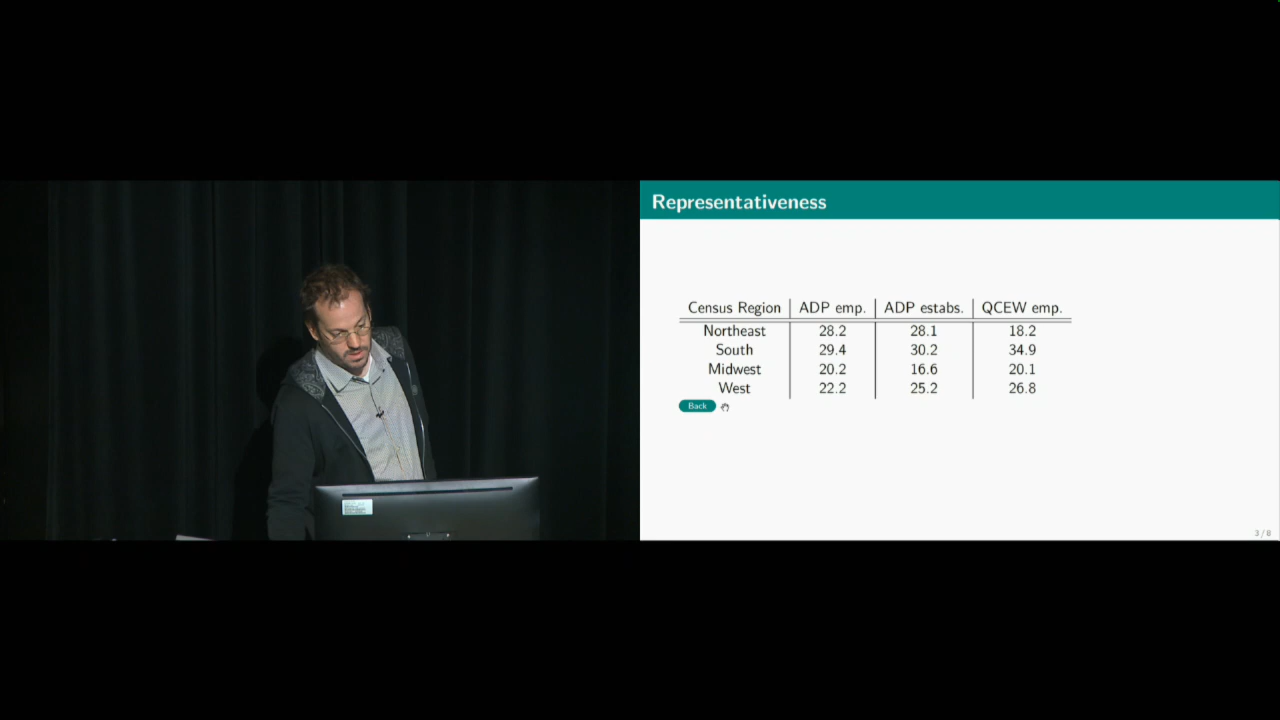 Representativeness
Census Region ADP emp. ADP estabs. QCEW emp.
Northeast 28.2 28.1 18.2
South 29.4 30.2 34.9
Midwest 20.2 16.6 20.1
West 22.2 25.2 26.8
Back
3 / 8